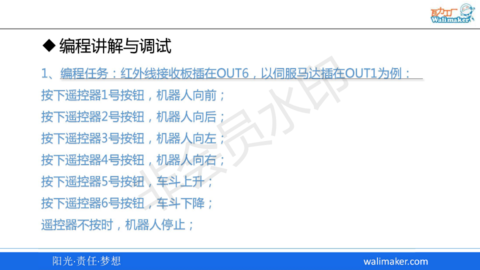 瓦力工厂
Walimaker
◆ 编程讲解与调试
1、编程任务：红外线接收板插在OUT6，以伺服马达插在OUT1为例：
按下遥控器1号按钮，机器人向前；
按下遥控器2号按钮，机器人向后；
按下遥控器3号按钮，机器人向左；
按下遥控器4号按钮，机器人向右；
按下遥控器5号按钮，车斗上升；
按下遥控器6号按钮，车斗下降；
遥控器不按时，机器人停止；
非会员水印
阳光·责任·梦想
walimaker.com